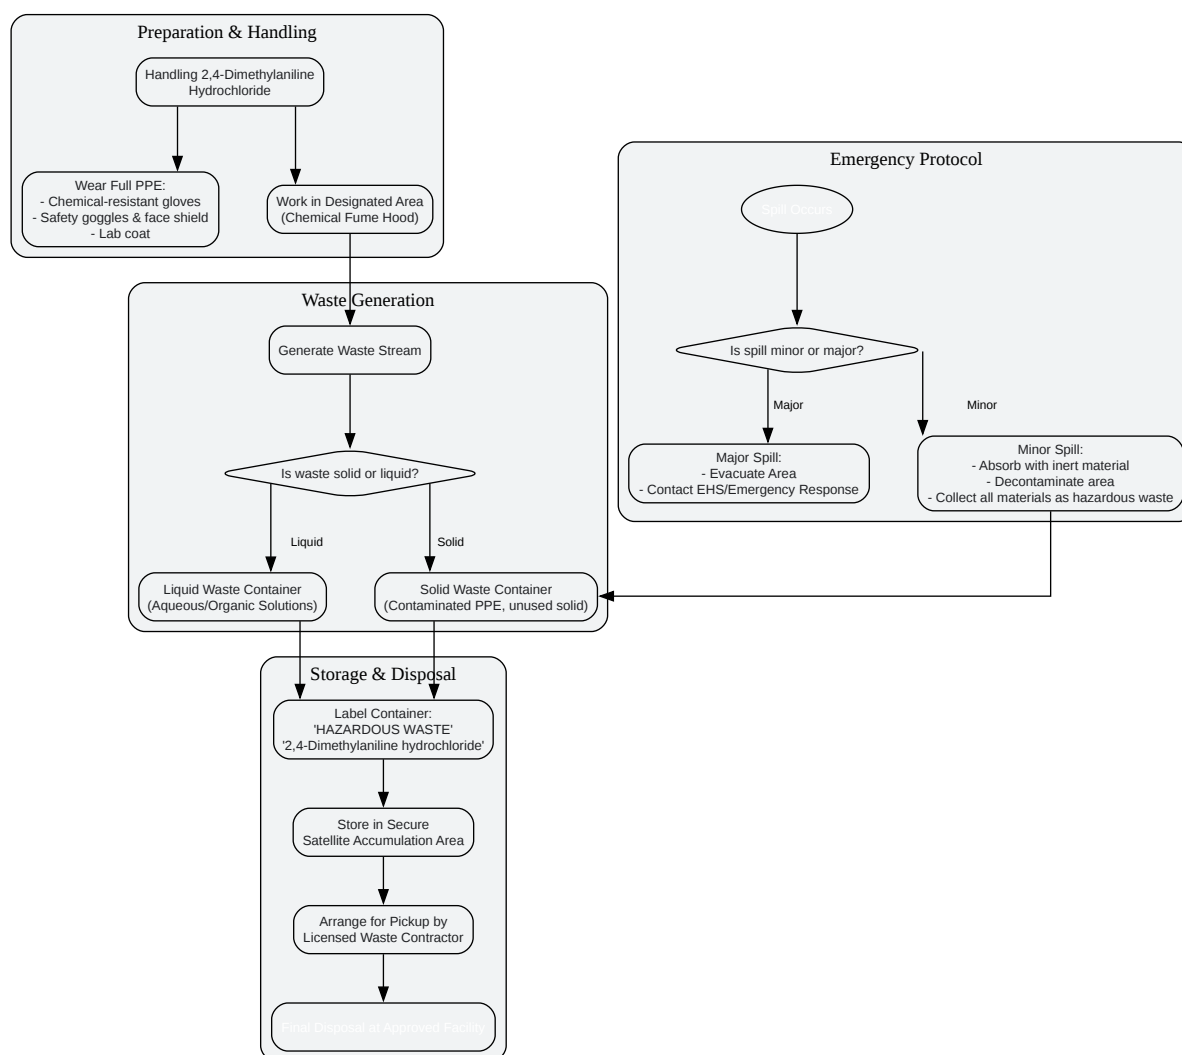 Preparation & Handling
Handling 2,4-Dimethylaniline
Hydrochloride
Wear Full PPE:
- Chemical-resistant gloves
- Safety goggles & face shield
- Lab coat
Work in Designated Area
(Chemical Fume Hood)
Waste Generation
Generate Waste Stream
Is waste solid or liquid?
Liquid
Solid
Liquid Waste Container
(Aqueous/Organic Solutions)
Solid Waste Container
(Contaminated PPE, unused solid)
Emergency Protocol
Spill Occurs
Is spill minor or major?
Major
Minor
Major Spill:
- Evacuate Area
- Contact EHS/Emergency Response
Minor Spill:
- Absorb with inert material
- Decontaminate area
- Collect all materials as hazardous waste
Storage & Disposal
Label Container:
'HAZARDOUS WASTE'
'2,4-Dimethylaniline hydrochloride'
Store in Secure
Satellite Accumulation Area
Arrange for Pickup by
Licensed Waste Contractor
Final Disposal at Approved Facility